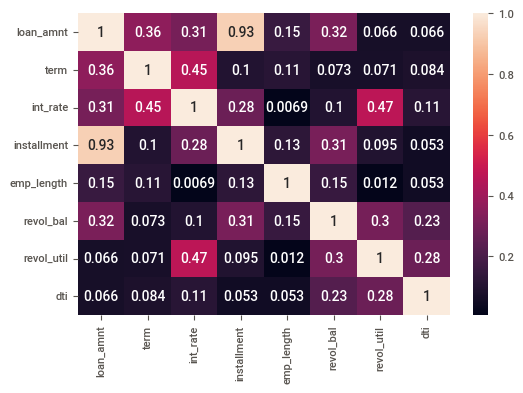 loan_amnt 1 0.36 0.31 0.93 0.15 0.32 0.066 0.066
term 0.36 1 0.45 0.1 0.11 0.073 0.071 0.084
int_rate 0.31 0.45 1 0.28 0.0069 0.1 0.47 0.11
installment 0.93 0.1 0.28 1 0.13 0.31 0.095 0.053
emp_length 0.15 0.11 0.0069 0.13 1 0.15 0.012 0.053
revol_bal 0.32 0.073 0.1 0.31 0.15 1 0.3 0.23
revol_util 0.066 0.071 0.47 0.095 0.012 0.3 1 0.28
dti 0.066 0.084 0.11 0.053 0.053 0.23 0.28 1
loan_amnt term int_rate installment emp_length revol_bal revol_util dti
1.0
0.8
0.6
0.4
0.2